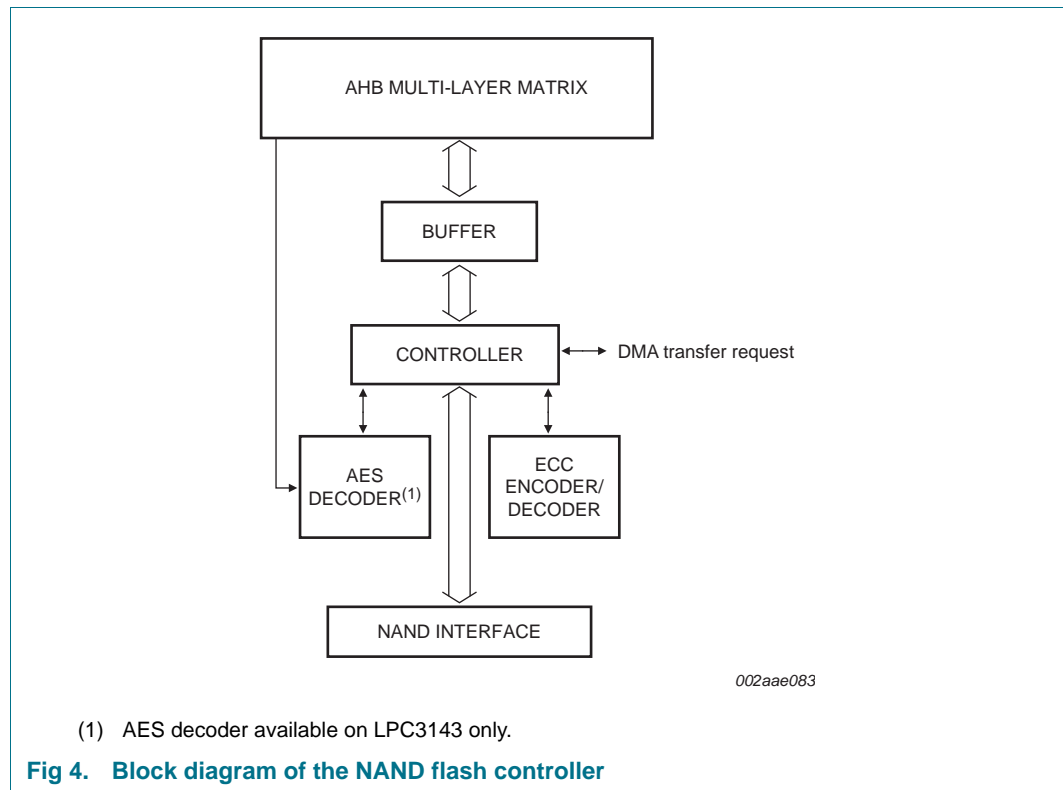 AHB MULTI-LAYER MATRIX
BUFFER
CONTROLLER
DMA transfer request
AES
DECODER(1)
ECC
ENCODER/
DECODER
NAND INTERFACE
002aae083
(1) AES decoder available on LPC3143 only.
Fig 4. Block diagram of the NAND flash controller